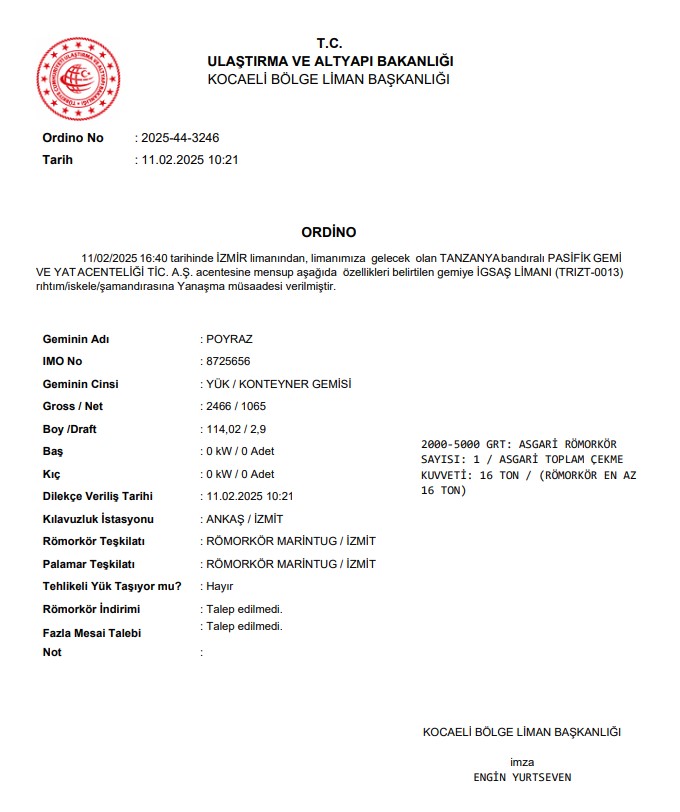 T.C.
ULAŞTIRMA VE ALTYAPI BAKANLIĞI
KOCAELİ BÖLGE LİMAN BAŞKANLIĞI
Ordino No : 2025-44-3246
Tarih : 11.02.2025 10:21
ORDİNO
11/02/2025 16:40 tarihinde İZMİR limanından, limanımıza gelecek olan TANZANYA bandıralı PASİFİK GEMİ
VE YAT ACENTELİĞİ TİC. A.Ş. acentesine mensup aşağıda özellikleri belirtilen gemiye İGSAŞ LİMANI (TRIZT-0013)
rıhtım/iskele/şamandırasına Yanaşma müsaadesi verilmiştir.
Geminin Adı : POYRAZ
IMO No : 8725656
Geminin Cinsi : YÜK / KONTEYNER GEMİSİ
Gross / Net : 2466 / 1065
Boy /Draft : 114,02 / 2,9
Baş : 0 kW / 0 Adet
Kıç : 0 kW / 0 Adet
Dilekçe Veriliş Tarihi : 11.02.2025 10:21
Kılavuzluk İstasyonu : ANKAŞ / İZMİT
Römorkör Teşkilatı : RÖMORKÖR MARİNTUG / İZMİT
Palamar Teşkilatı : RÖMORKÖR MARİNTUG / İZMİT
Tehlikeli Yük Taşıyor mu? : Hayır
Römorkör İndirimi : Talep edilmedi.
Fazla Mesai Talebi : Talep edilmedi.
Not :
2000-5000 GRT: ASGARİ RÖMORKÖR
SAYISI: 1 / ASGARİ TOPLAM ÇEKME
KUVVETİ: 16 TON / (RÖMORKÖR EN AZ
16 TON)
KOCAELİ BÖLGE LİMAN BAŞKANLIĞI
imza
ENGİN YURTSEVEN